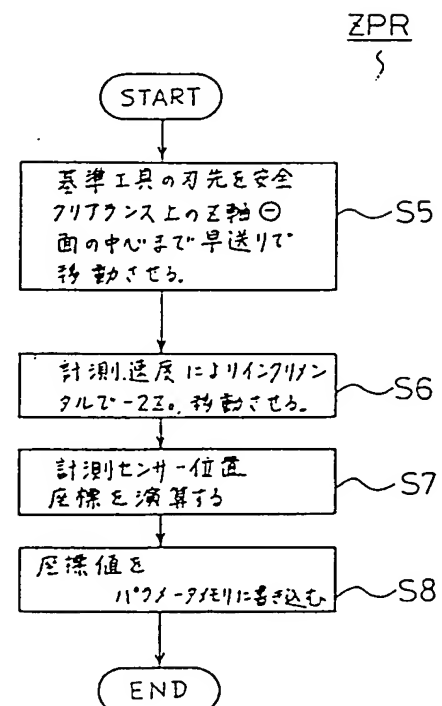 ZPR
START
基準工具の刃先を安全
クリアランス上のZ軸⊖
面の中心まで早送りで
移動させる.
S5
計測速度によりインクリメン
タルで-2Z₀,移動させる.
S6
計測センサー位置
座標を演算する
S7
座標値を
パラメータメモリに書き込む
S8
END